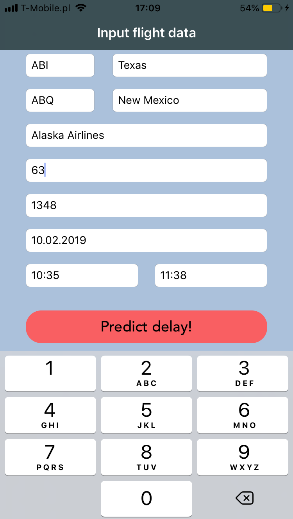 T-Mobile.pl 17:09 54%
Input flight data
ABI Texas
ABQ New Mexico
Alaska Airlines
63
1348
10.02.2019
10:35 11:38
Predict delay!
1 2 3
ABC DEF
4 5 6
GHI JKL MNO
7 8 9
PQRS TUV WXYZ
0